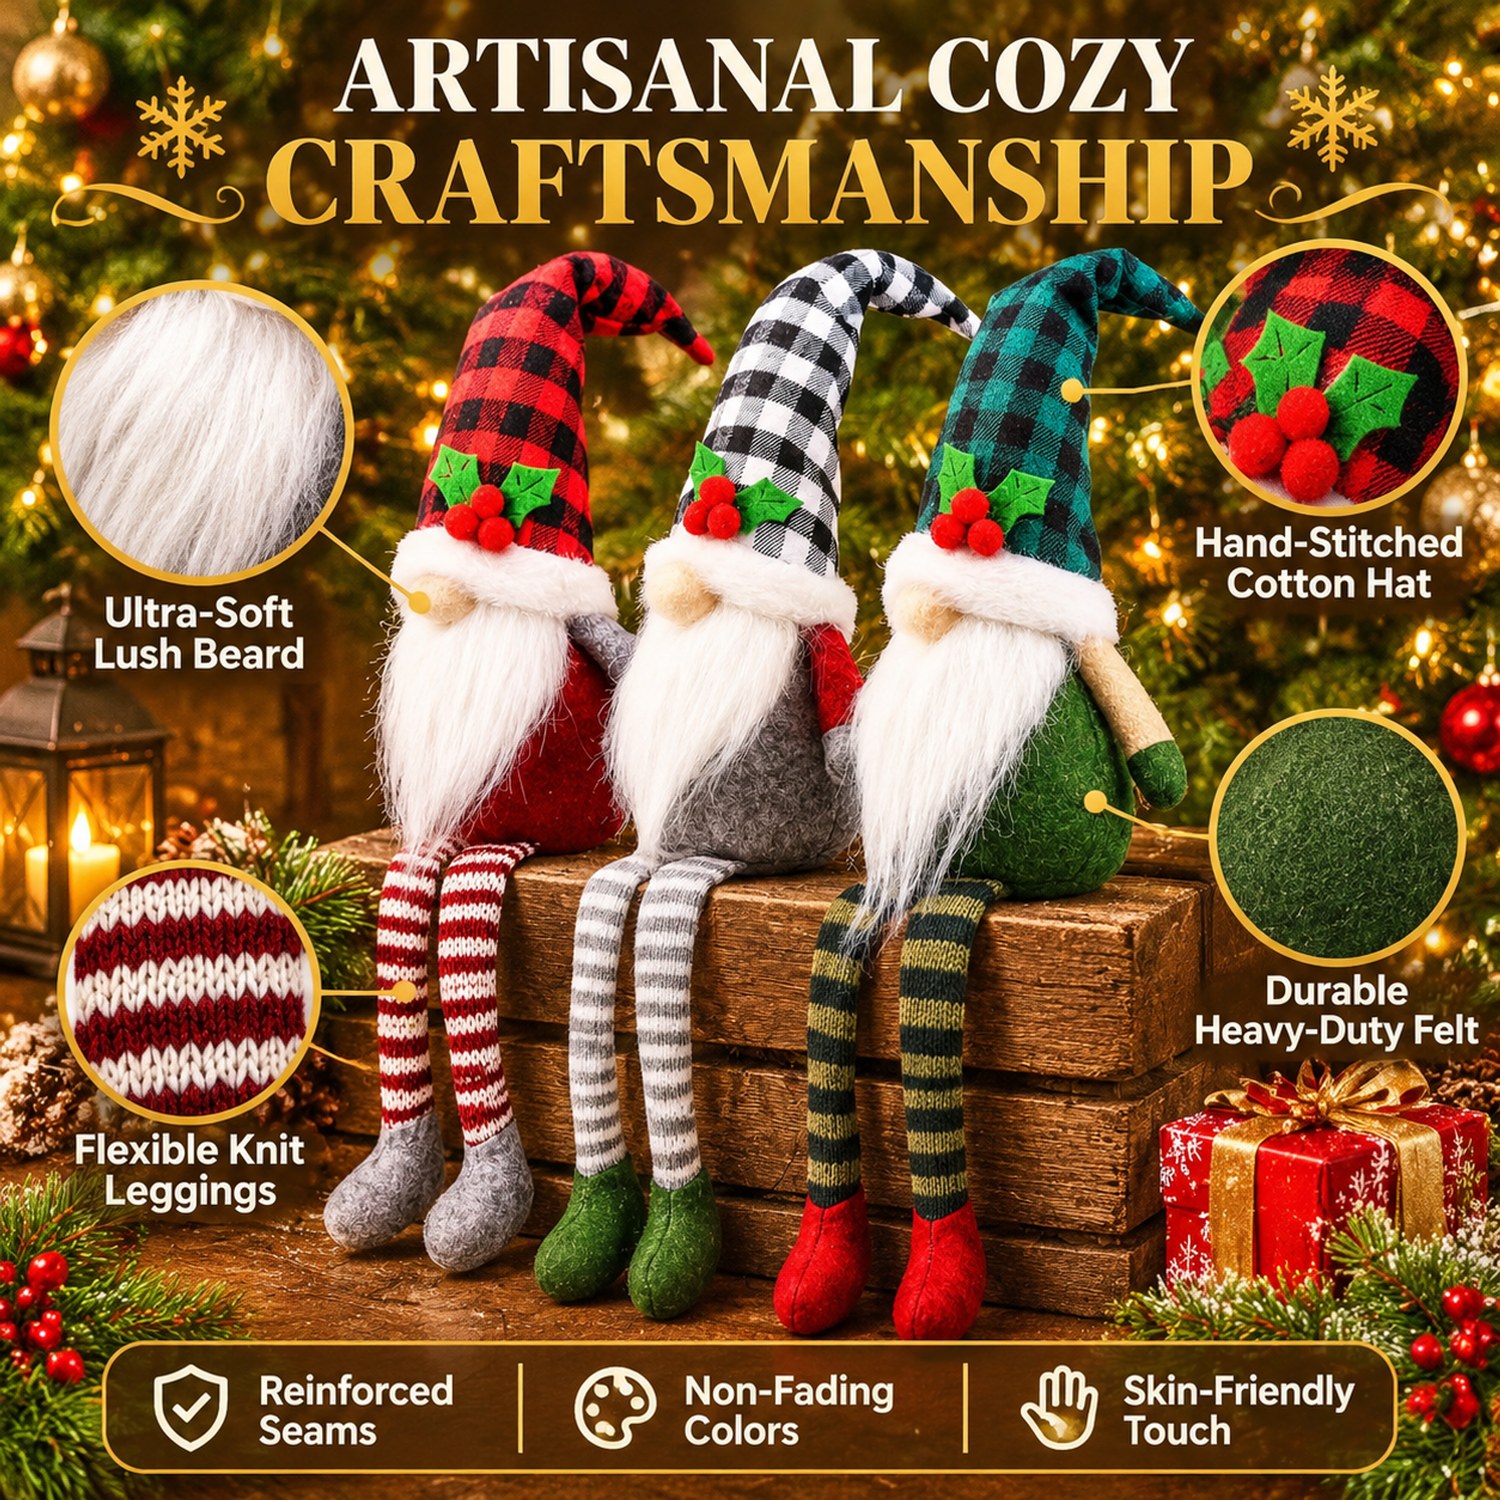 ARTISANAL COZY
CRAFTSMANSHIP
Ultra-Soft
Lush Beard
Hand-Stitched
Cotton Hat
Flexible Knit
Leggings
Durable
Heavy-Duty Felt
Reinforced
Seams
Non-Fading
Colors
Skin-Friendly
Touch